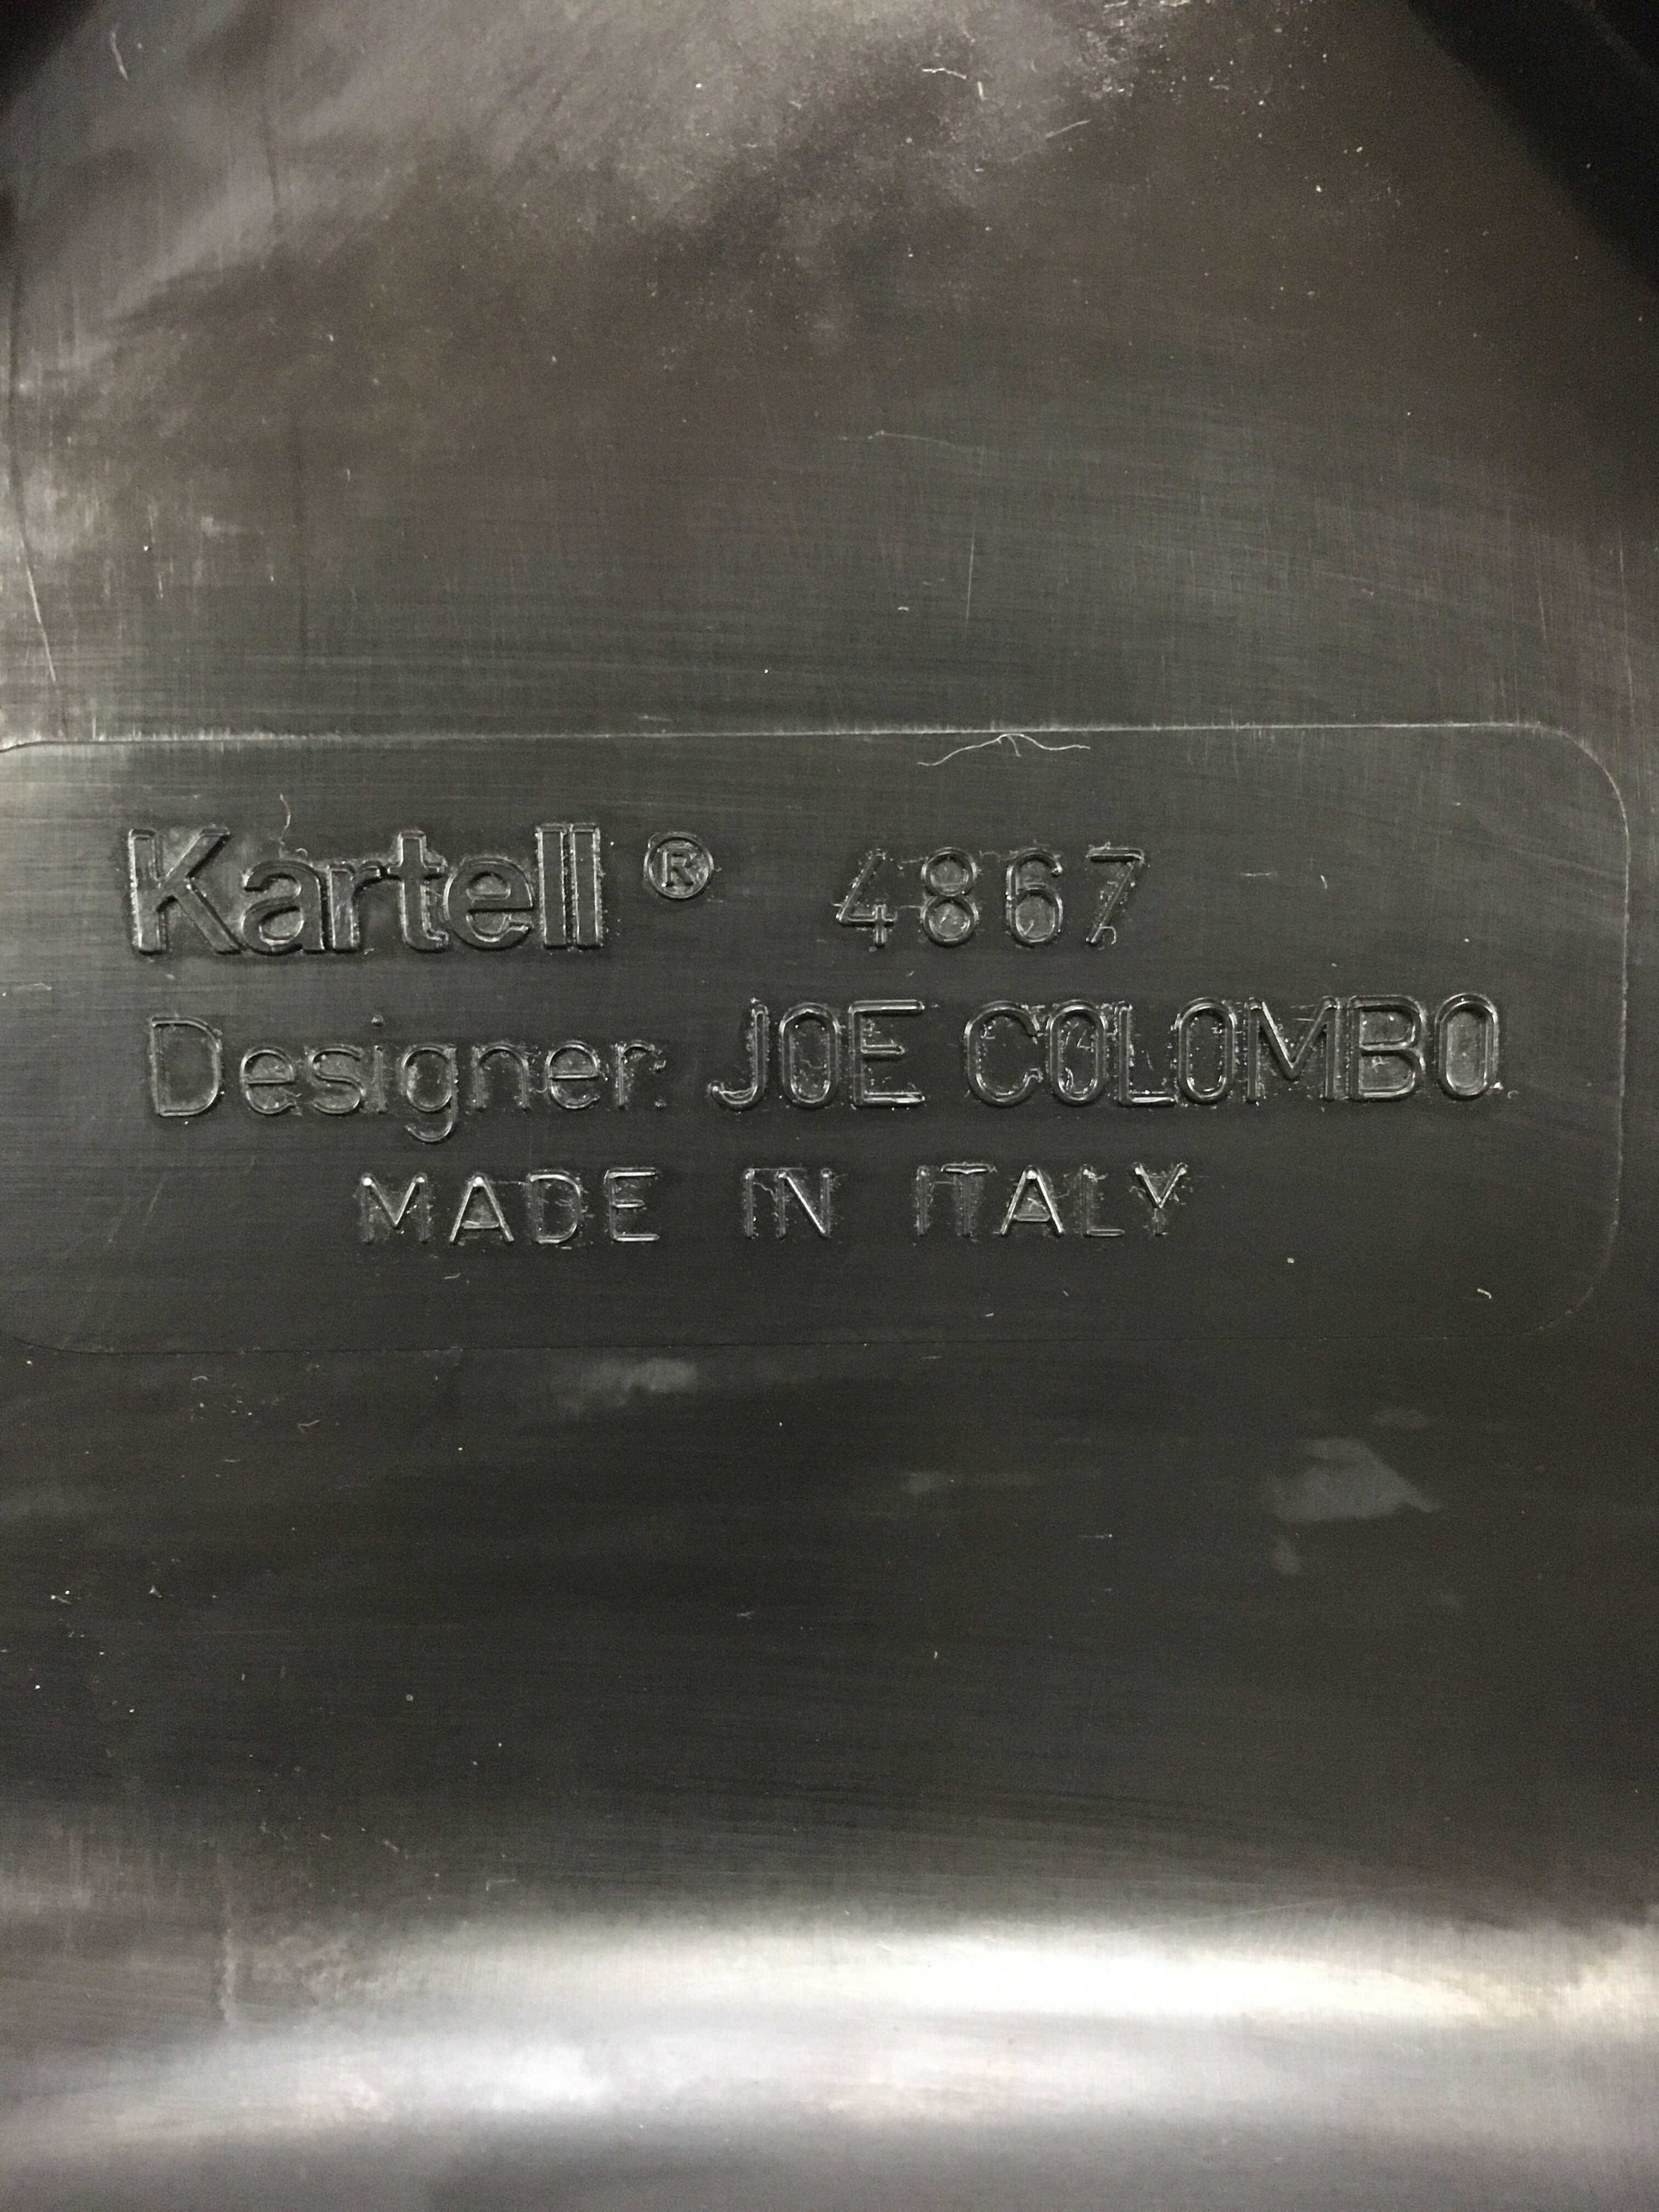 Kartell ® 4867
Designer. JOE COLOMBO
MADE IN ITALY